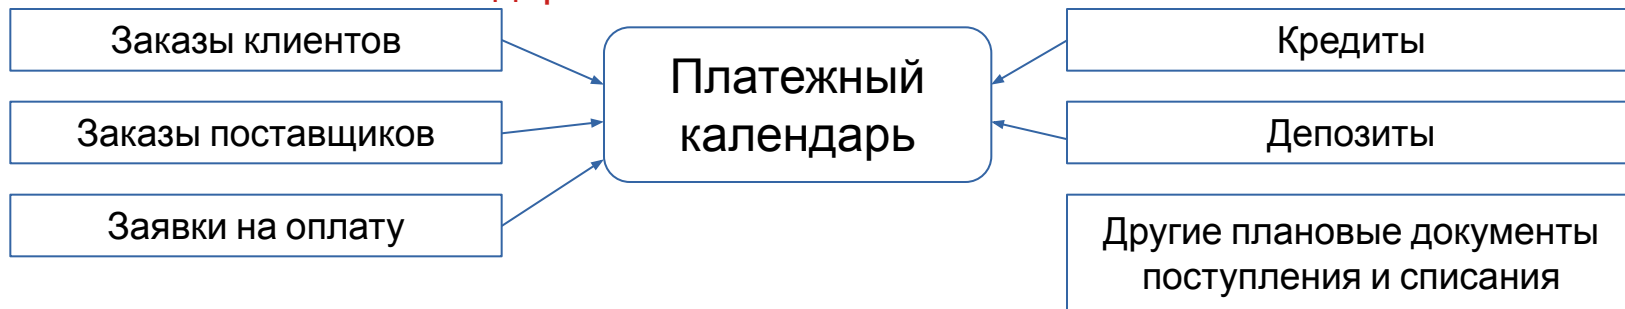 Заказы клиентов
Заказы поставщиков
Заявки на оплату
Платежный
календарь
Кредиты
Депозиты
Другие плановые документы
поступления и списания